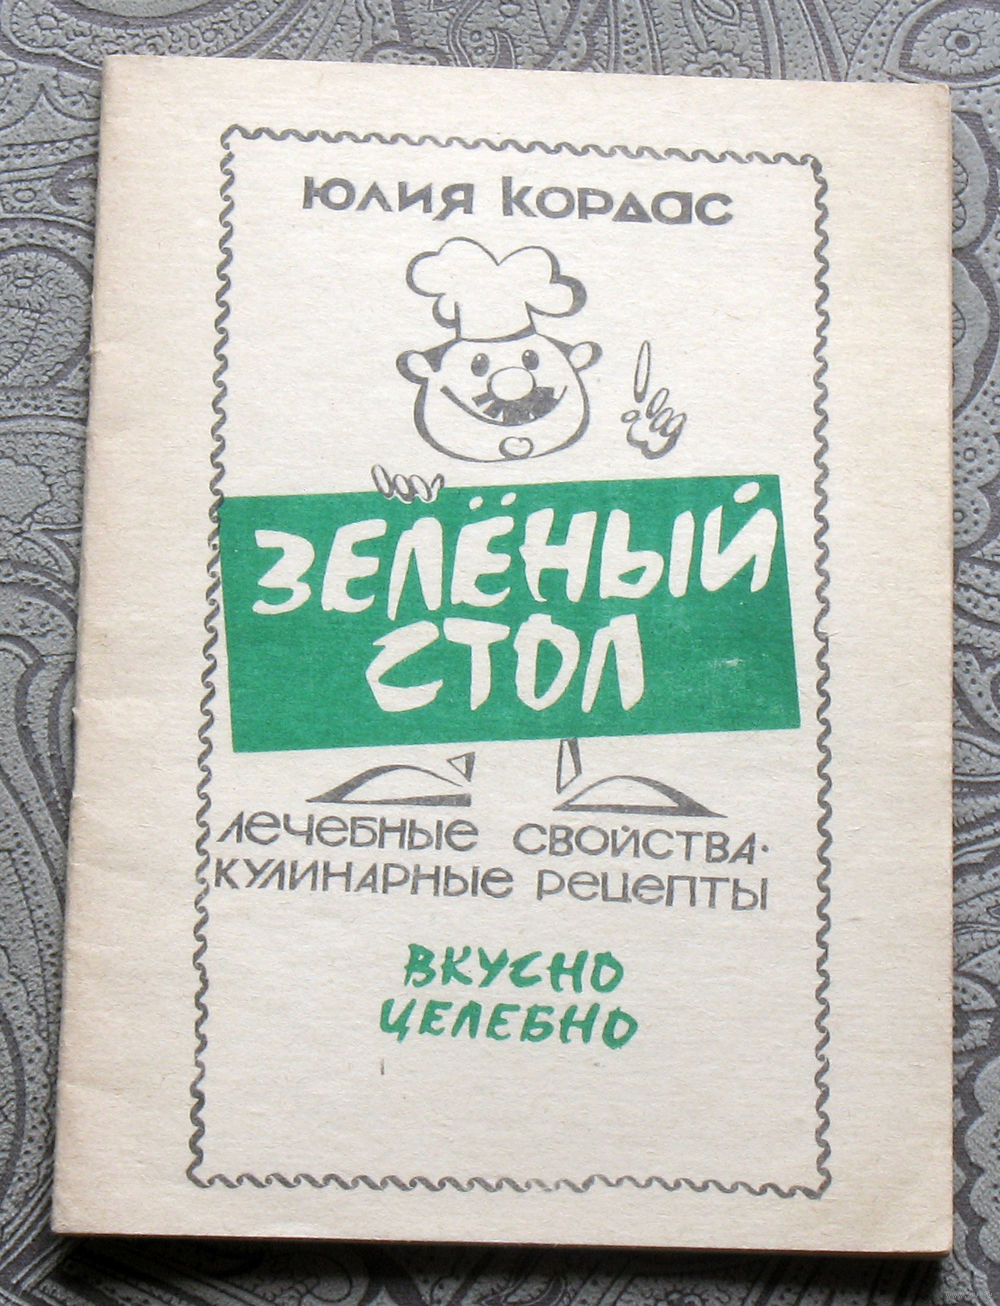 ЮЛИЯ КОРДАС
ЗЕЛЁНЫЙ
СТОЛ
ЛЕЧЕБНЫЕ СВОЙСТВА.
КУЛИНАРНЫЕ РЕЦЕПТЫ
ВКУСНО
ЦЕЛЕБНО